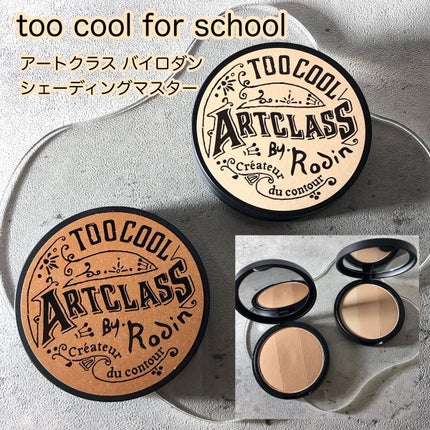 too cool for school
アートクラス バイロダン
シェーディングマスター
TOO COOL
ARTCLASS
By: Rodin
Créateur
du contour
TOO COOL
ARTCLASS
By: Rodin
Créateur
du contour